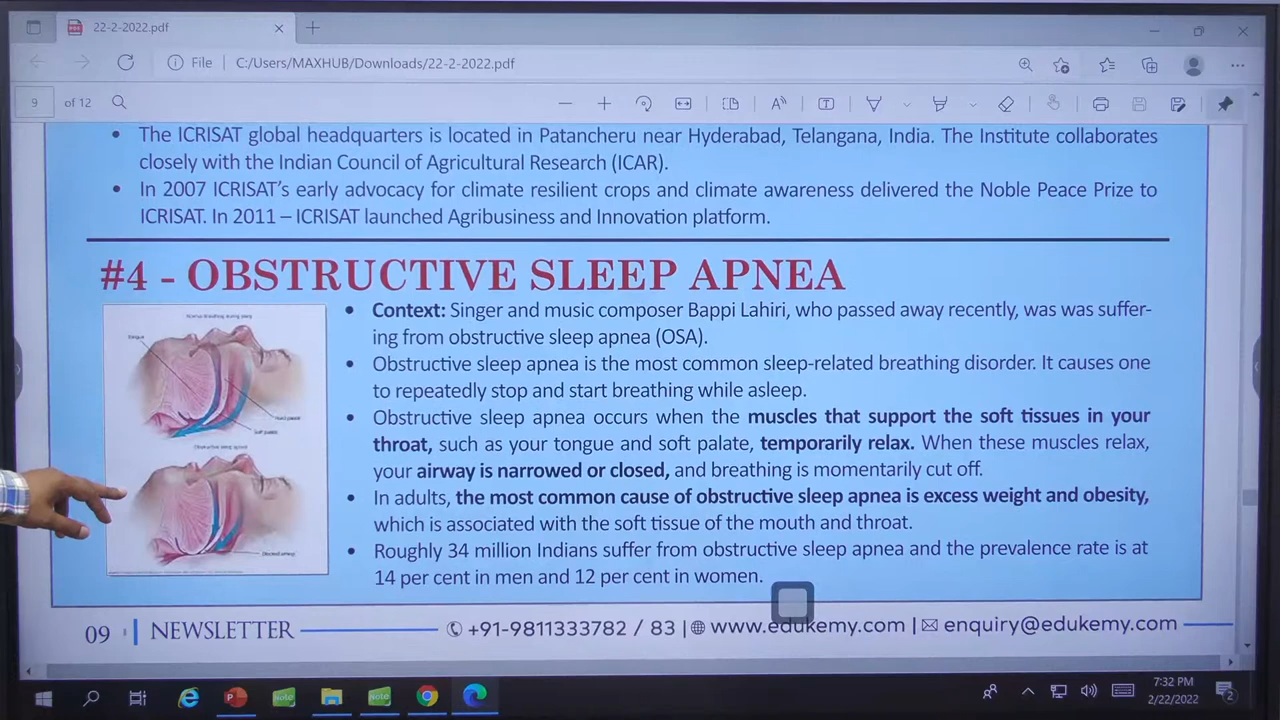 22-2-2022.pdf
File | C:/Users/MAXHUB/Downloads/22-2-2022.pdf
9 of 12
• The ICRISAT global headquarters is located in Patancheru near Hyderabad, Telangana, India. The Institute collaborates
closely with the Indian Council of Agricultural Research (ICAR).
• In 2007 ICRISAT's early advocacy for climate resilient crops and climate awareness delivered the Noble Peace Prize to
ICRISAT. In 2011 – ICRISAT launched Agribusiness and Innovation platform.
#4 - OBSTRUCTIVE SLEEP APNEA
Tongue
Soft palate
• Context: Singer and music composer Bappi Lahiri, who passed away recently, was was suffer-
ing from obstructive sleep apnea (OSA).
• Obstructive sleep apnea is the most common sleep-related breathing disorder. It causes one
to repeatedly stop and start breathing while asleep.
• Obstructive sleep apnea occurs when the muscles that support the soft tissues in your
throat, such as your tongue and soft palate, temporarily relax. When these muscles relax,
your airway is narrowed or closed, and breathing is momentarily cut off.
• In adults, the most common cause of obstructive sleep apnea is excess weight and obesity,
which is associated with the soft tissue of the mouth and throat.
• Roughly 34 million Indians suffer from obstructive sleep apnea and the prevalence rate is at
14 per cent in men and 12 per cent in women.
09 | NEWSLETTER +91-9811333782 / 83 | www.edukemy.com | enquiry@edukemy.com
7:32 PM
2/22/2022